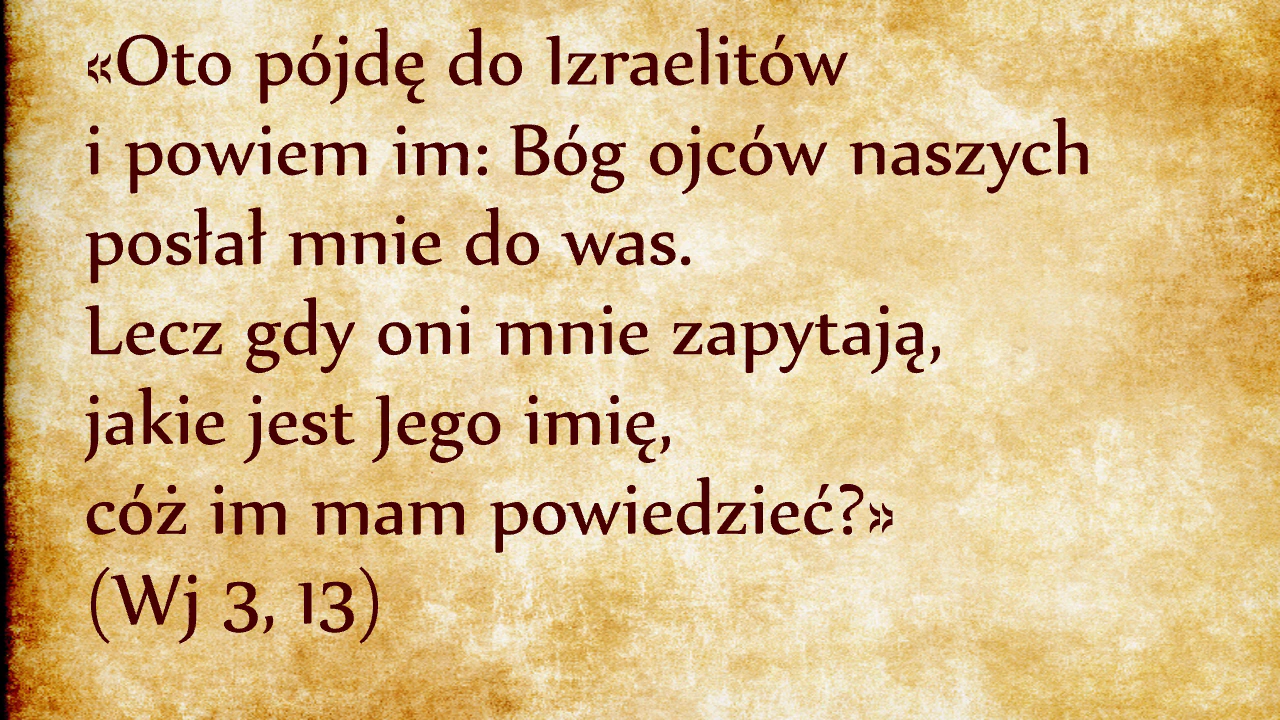 «Oto pójdę do Izraelitów
i powiem im: Bóg ojców naszych
posłał mnie do was.
Lecz gdy oni mnie zapytają,
jakie jest Jego imię,
cóż im mam powiedzieć?»
(Wj 3, 13)